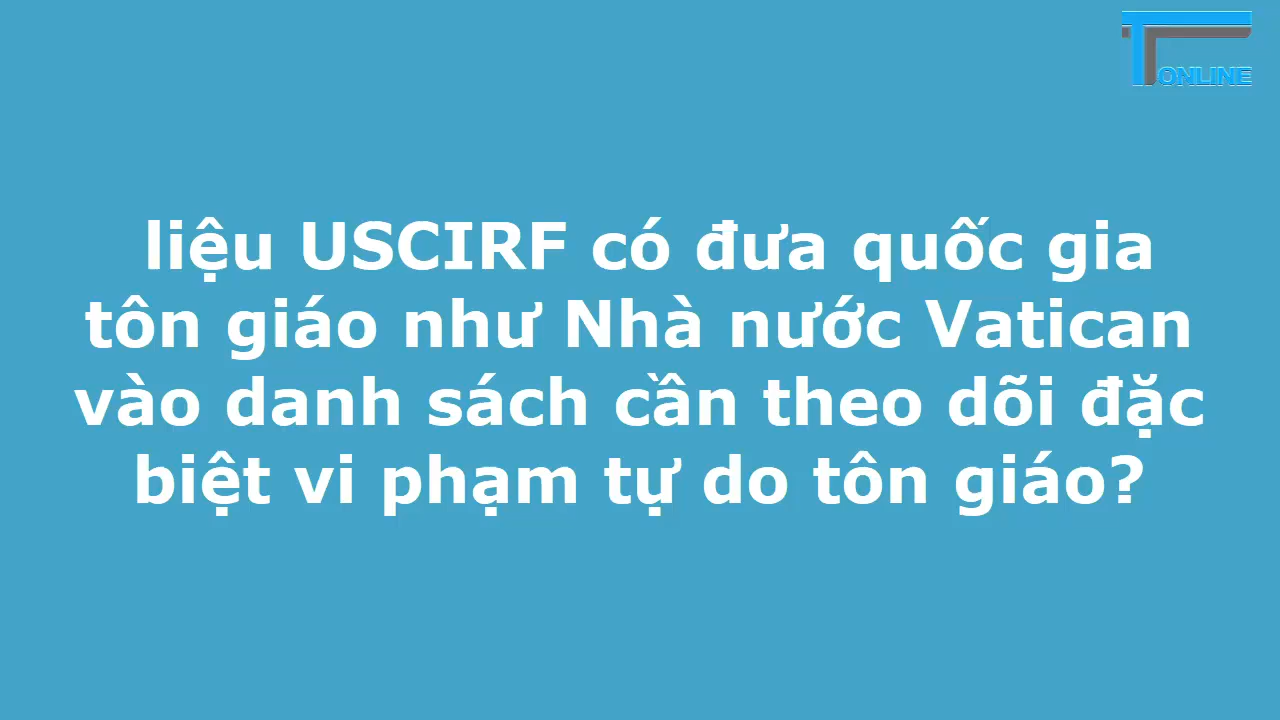 ONLINE
liệu USCIRF có đưa quốc gia
tôn giáo như Nhà nước Vatican
vào danh sách cần theo dõi đặc
biệt vi phạm tự do tôn giáo?